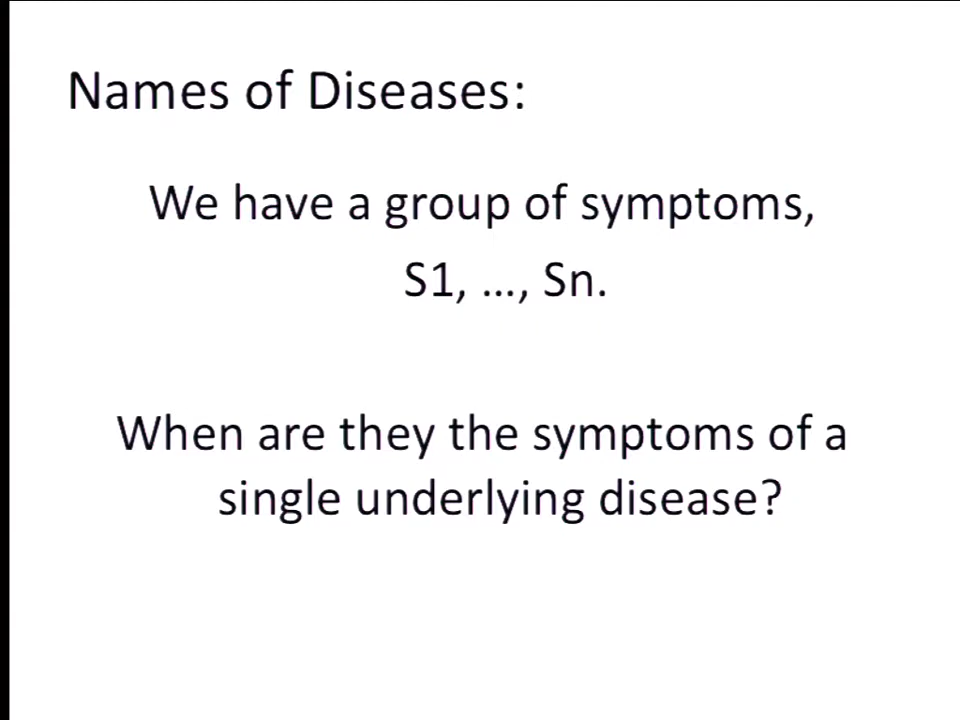 Names of Diseases:
We have a group of symptoms,
S1, …, Sn.
When are they the symptoms of a
single underlying disease?